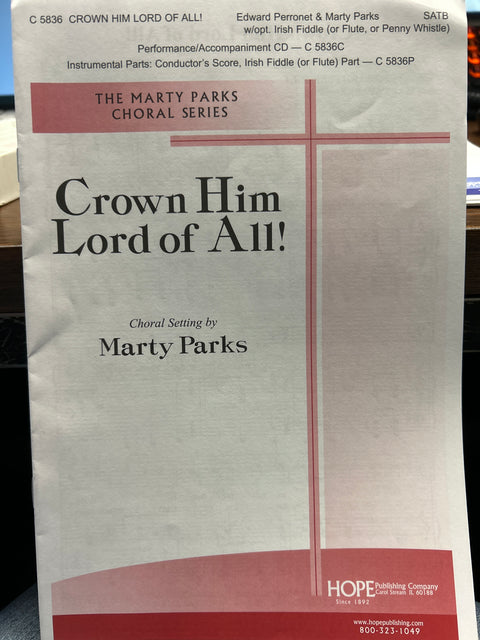 C 5836 CROWN HIM LORD OF ALL! Edward Perronet & Marty Parks SATB
w/opt. Irish Fiddle (or Flute, or Penny Whistle)
Performance/Accompaniment CD — C 5836C
Instrumental Parts: Conductor's Score, Irish Fiddle (or Flute) Part — C 5836P
THE MARTY PARKS
CHORAL SERIES
Crown Him
Lord of All!
Choral Setting by
Marty Parks
HOPE Publishing Company
Carol Stream IL 60188
Since 1892
www.hopepublishing.com
800-323-1049